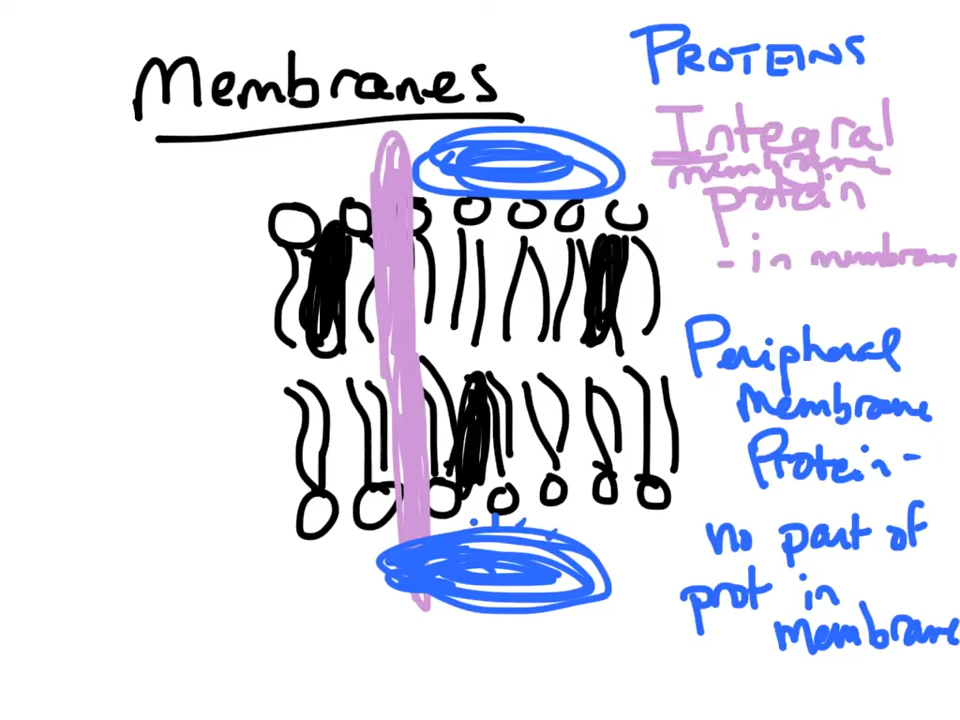 Membranes
PROTEINS
Integral
membrane
protein
- in membrane
Peripheral
Membrane
Protein -
no part of
prot in
membrane